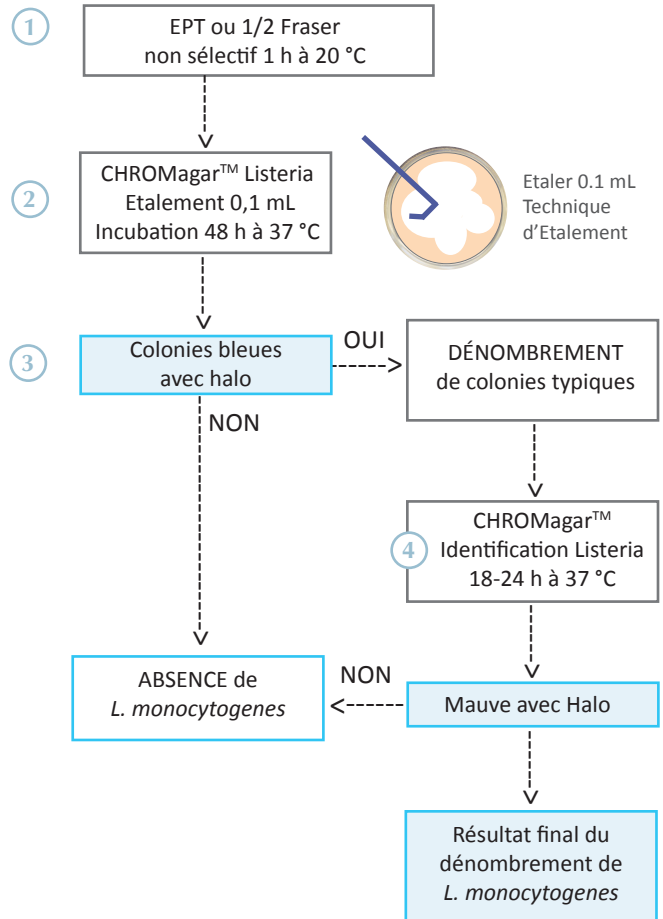 1
EPT ou 1/2 Fraser
non sélectif 1 h à 20 °C
2
CHROMagar™ Listeria
Etalement 0,1 mL
Incubation 48 h à 37 °C
Etaler 0.1 mL
Technique
d'Etalement
3
Colonies bleues
avec halo
OUI
DÉNOMBREMENT
de colonies typiques
NON
4
CHROMagar™
Identification Listeria
18-24 h à 37 °C
ABSENCE de
L. monocytogenes
NON
Mauve avec Halo
Résultat final du
dénombrement de
L. monocytogenes